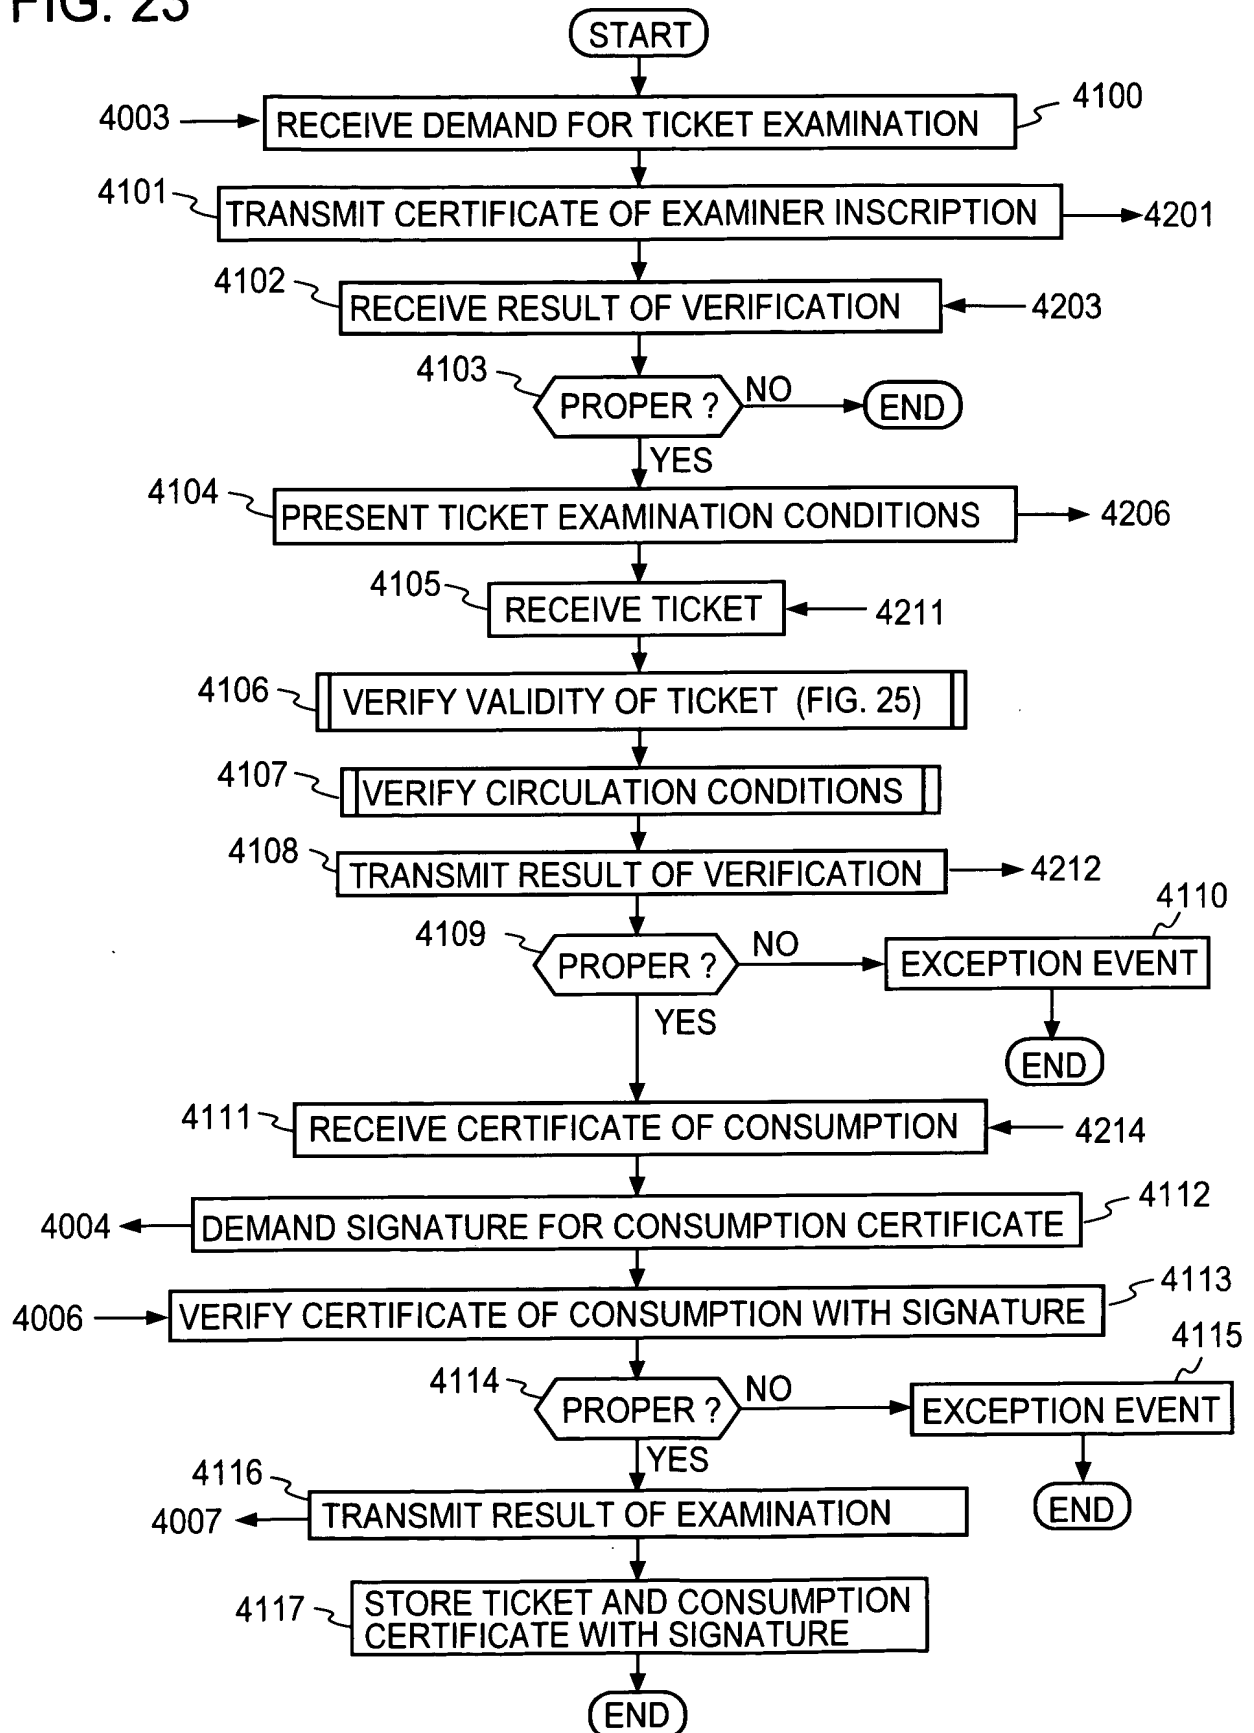 FIG. 23
START
4003
RECEIVE DEMAND FOR TICKET EXAMINATION
4100
4101
TRANSMIT CERTIFICATE OF EXAMINER INSCRIPTION
4201
4102
RECEIVE RESULT OF VERIFICATION
4203
4103
PROPER ?
NO
END
YES
4104
PRESENT TICKET EXAMINATION CONDITIONS
4206
4105
RECEIVE TICKET
4211
4106
VERIFY VALIDITY OF TICKET (FIG. 25)
4107
VERIFY CIRCULATION CONDITIONS
4108
TRANSMIT RESULT OF VERIFICATION
4212
4109
PROPER ?
NO
4110
EXCEPTION EVENT
YES
END
4111
RECEIVE CERTIFICATE OF CONSUMPTION
4214
4004
DEMAND SIGNATURE FOR CONSUMPTION CERTIFICATE
4112
4006
VERIFY CERTIFICATE OF CONSUMPTION WITH SIGNATURE
4113
4114
PROPER ?
NO
4115
EXCEPTION EVENT
YES
END
4116
4007
TRANSMIT RESULT OF EXAMINATION
4117
STORE TICKET AND CONSUMPTION
CERTIFICATE WITH SIGNATURE
END